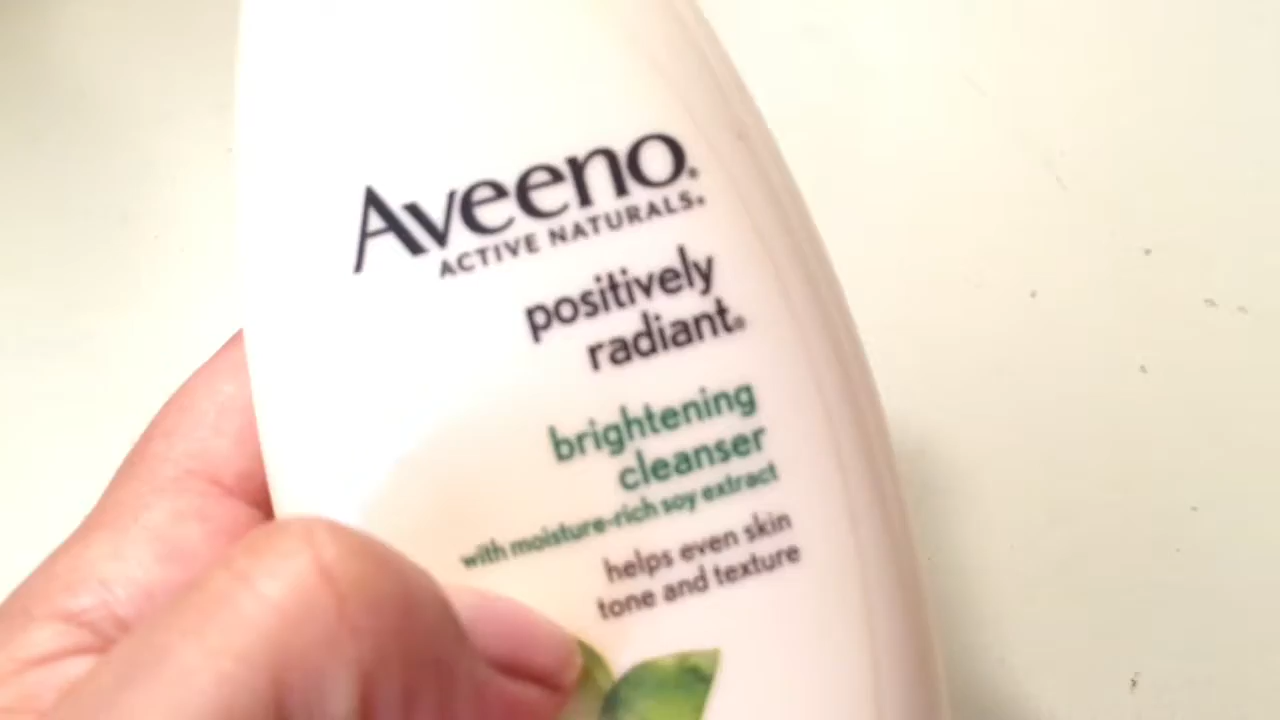 Aveeno®
ACTIVE NATURALS®
positively
radiant®
brightening
cleanser
with moisture-rich soy extract
helps even skin
tone and texture